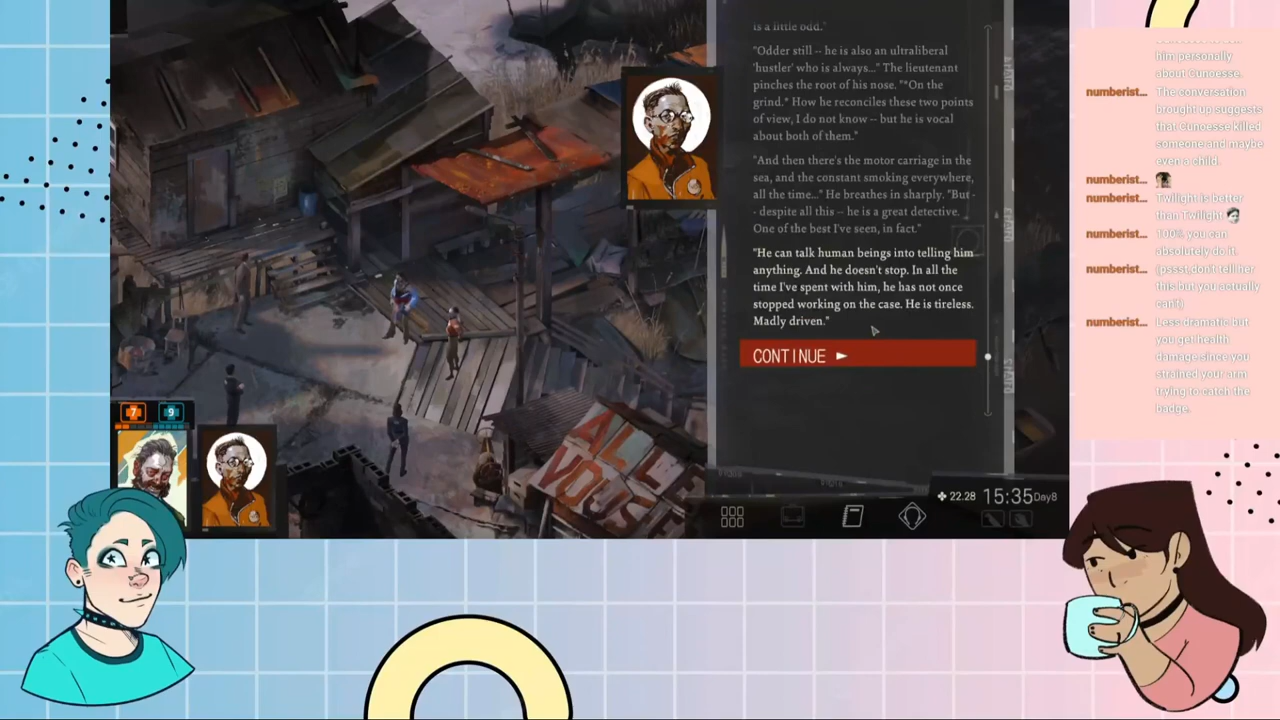 is a little odd."
"Odder still -- he is also an ultraliberal
'hustler' who is always..." The lieutenant
pinches the root of his nose. "*On the
grind.* How he reconciles these two points
of view, I do not know -- but he is vocal
about both of them."
"And then there's the motor carriage in the
sea, and the constant smoking everywhere,
all the time..." He breathes in sharply. "But -
- despite all this -- he is a great detective.
One of the best I've seen, in fact."
"He can talk human beings into telling him
anything. And he doesn't stop. In all the
time I've spent with him, he has not once
stopped working on the case. He is tireless.
Madly driven."
CONTINUE
7 9
22.28 15:35 Day8
him personally
about Cunoesse.
numberist... The conversation
brought up suggests
that Cunoesse killed
someone and maybe
even a child.
numberist...
numberist... Twilight is better
than Twilight
numberist... 100% you can
absolutely do it.
numberist... (pssst don't tell her
this but you actually
can't)
numberist... Less dramatic but
you get health
damage since you
strained your arm
trying to catch the
badge.